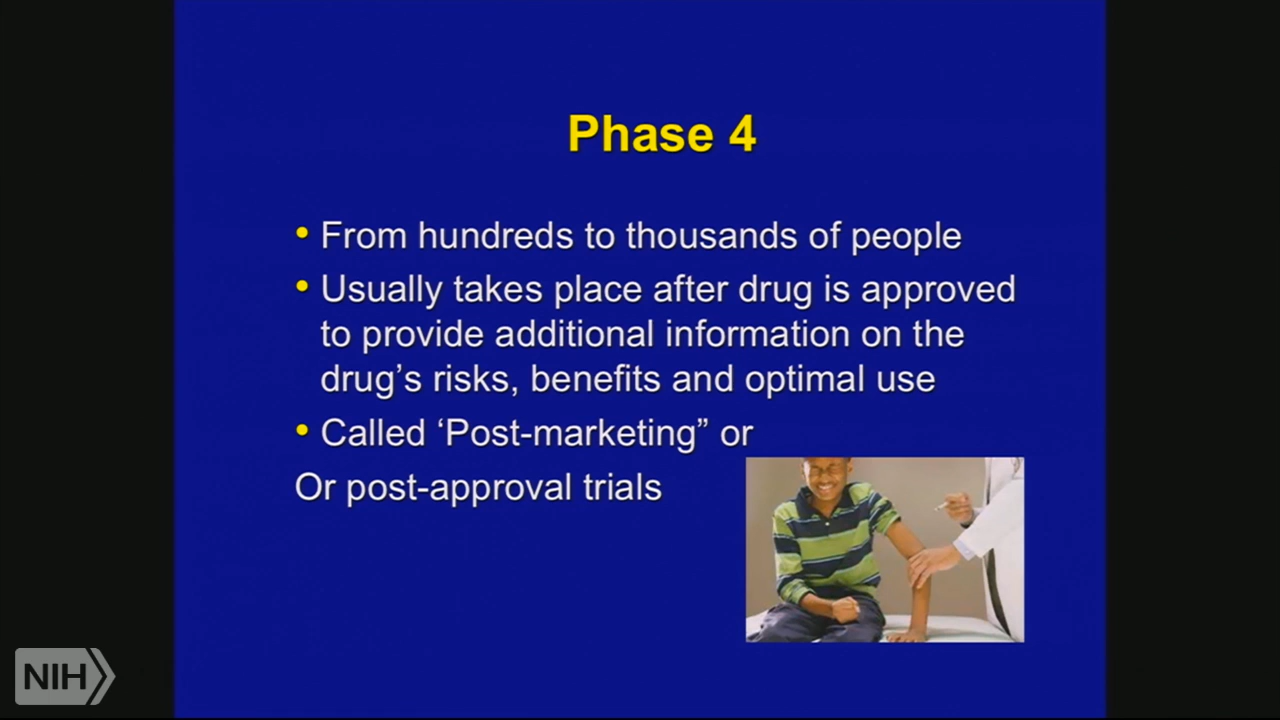 Phase 4
• From hundreds to thousands of people
• Usually takes place after drug is approved
to provide additional information on the
drug’s risks, benefits and optimal use
• Called ‘Post-marketing” or
Or post-approval trials
NIH